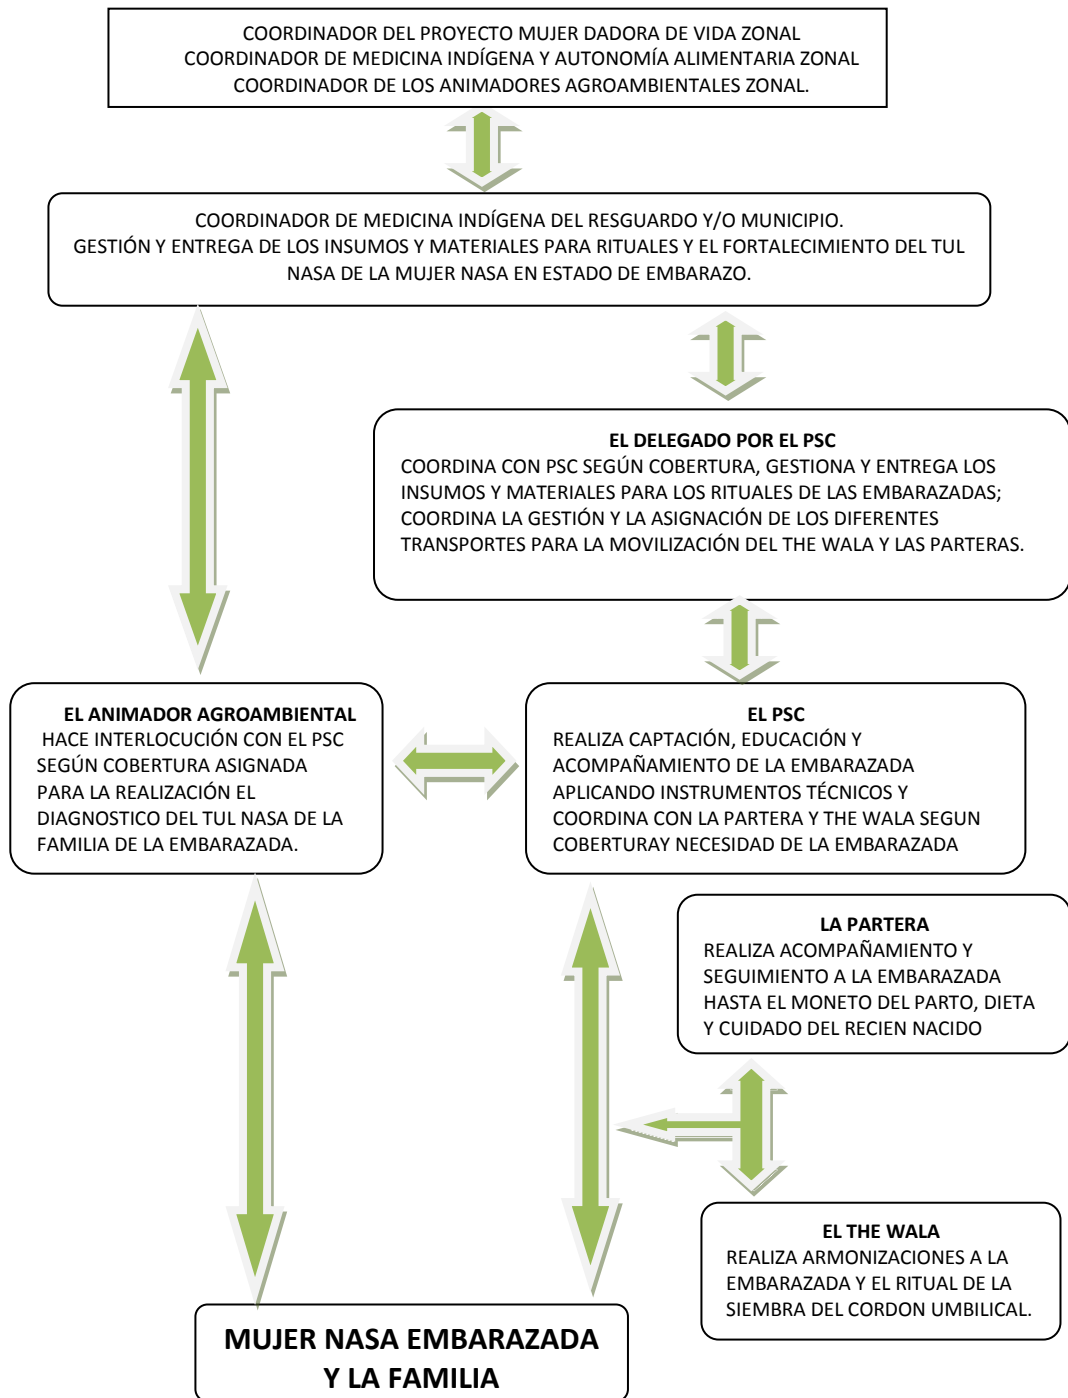 COORDINADOR DEL PROYECTO MUJER DADORA DE VIDA ZONAL
COORDINADOR DE MEDICINA INDÍGENA Y AUTONOMÍA ALIMENTARIA ZONAL
COORDINADOR DE LOS ANIMADORES AGROAMBIENTALES ZONAL.
COORDINADOR DE MEDICINA INDÍGENA DEL RESGUARDO Y/O MUNICIPIO.
GESTIÓN Y ENTREGA DE LOS INSUMOS Y MATERIALES PARA RITUALES Y EL FORTALECIMIENTO DEL TUL
NASA DE LA MUJER NASA EN ESTADO DE EMBARAZO.
EL DELEGADO POR EL PSC
COORDINA CON PSC SEGÚN COBERTURA, GESTIONA Y ENTREGA LOS
INSUMOS Y MATERIALES PARA LOS RITUALES DE LAS EMBARAZADAS;
COORDINA LA GESTIÓN Y LA ASIGNACIÓN DE LOS DIFERENTES
TRANSPORTES PARA LA MOVILIZACIÓN DEL THE WALA Y LAS PARTERAS.
EL ANIMADOR AGROAMBIENTAL
HACE INTERLOCUCIÓN CON EL PSC
SEGÚN COBERTURA ASIGNADA
PARA LA REALIZACIÓN EL
DIAGNOSTICO DEL TUL NASA DE LA
FAMILIA DE LA EMBARAZADA.
EL PSC
REALIZA CAPTACIÓN, EDUCACIÓN Y
ACOMPAÑAMIENTO DE LA EMBARAZADA
APLICANDO INSTRUMENTOS TÉCNICOS Y
COORDINA CON LA PARTERA Y THE WALA SEGUN
COBERTURAY NECESIDAD DE LA EMBARAZADA
LA PARTERA
REALIZA ACOMPAÑAMIENTO Y
SEGUIMIENTO A LA EMBARAZADA
HASTA EL MONETO DEL PARTO, DIETA
Y CUIDADO DEL RECIEN NACIDO
EL THE WALA
REALIZA ARMONIZACIONES A LA
EMBARAZADA Y EL RITUAL DE LA
SIEMBRA DEL CORDON UMBILICAL.
MUJER NASA EMBARAZADA
Y LA FAMILIA